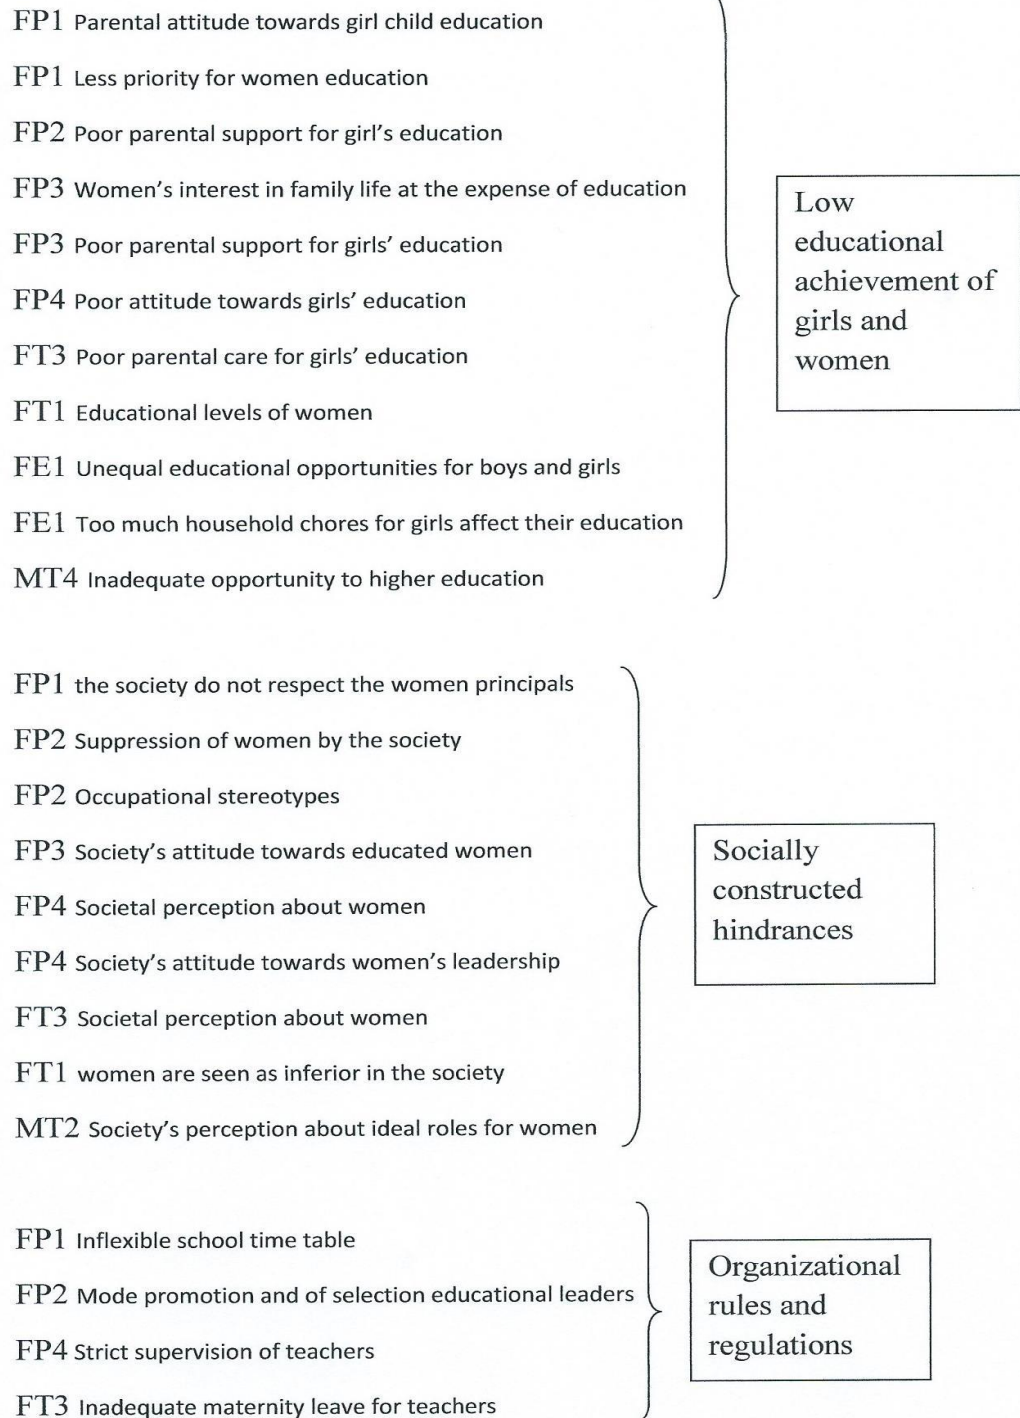 FP1 Parental attitude towards girl child education
FP1 Less priority for women education
FP2 Poor parental support for girl's education
FP3 Women's interest in family life at the expense of education
FP3 Poor parental support for girls' education
FP4 Poor attitude towards girls' education
FT3 Poor parental care for girls' education
FT1 Educational levels of women
FE1 Unequal educational opportunities for boys and girls
FE1 Too much household chores for girls affect their education
MT4 Inadequate opportunity to higher education
Low
educational
achievement of
girls and
women
FP1 the society do not respect the women principals
FP2 Suppression of women by the society
FP2 Occupational stereotypes
FP3 Society's attitude towards educated women
FP4 Societal perception about women
FP4 Society's attitude towards women's leadership
FT3 Societal perception about women
FT1 women are seen as inferior in the society
MT2 Society's perception about ideal roles for women
Socially
constructed
hindrances
FP1 Inflexible school time table
FP2 Mode promotion and of selection educational leaders
FP4 Strict supervision of teachers
FT3 Inadequate maternity leave for teachers
Organizational
rules and
regulations